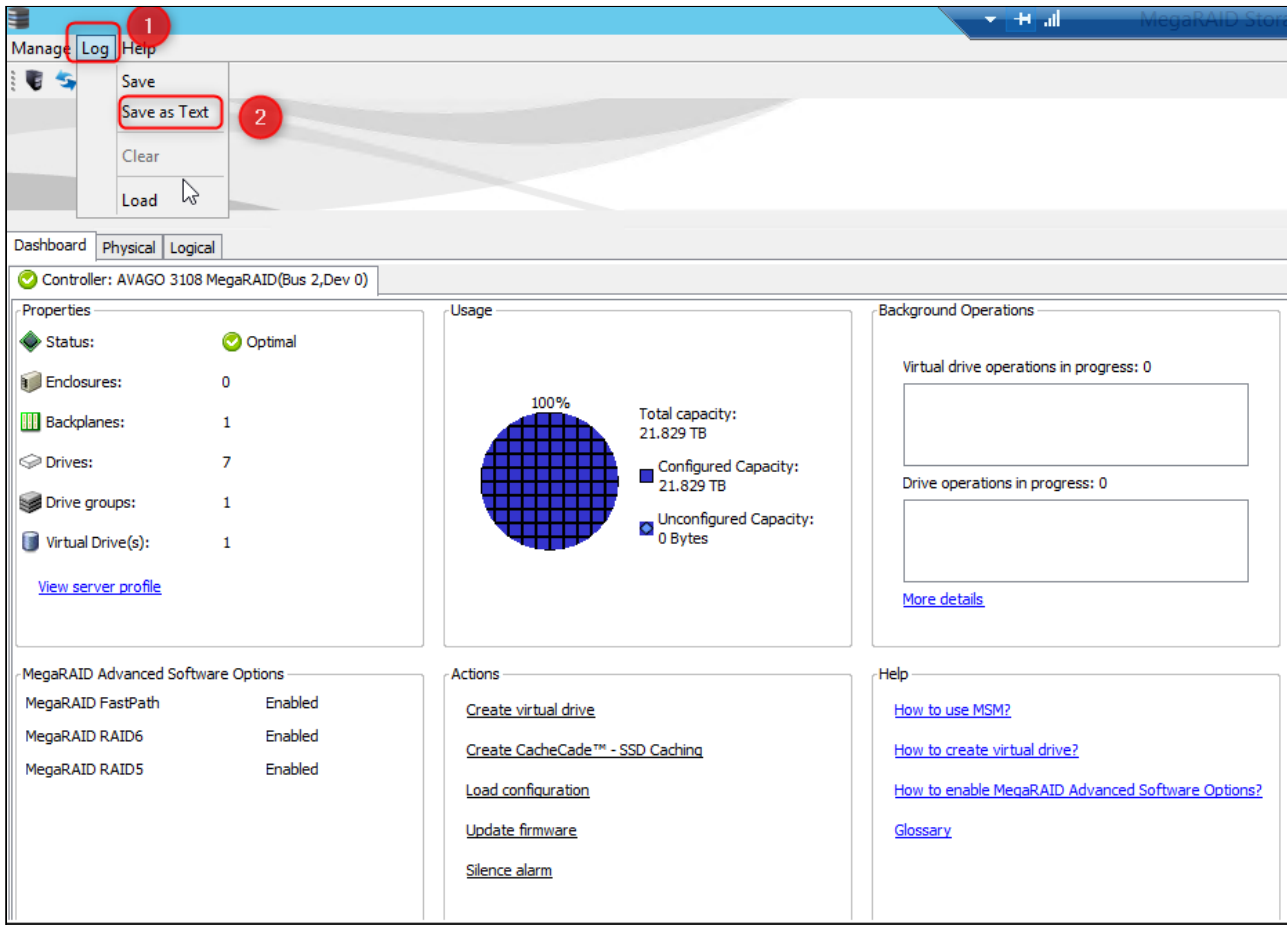 1
MegaRAID Stora
Manage Log Help
Save
Save as Text 2
Clear
Load
Dashboard Physical Logical
Controller: AVAGO 3108 MegaRAID(Bus 2,Dev 0)
Properties
Status: Optimal
Enclosures: 0
Backplanes: 1
Drives: 7
Drive groups: 1
Virtual Drive(s): 1
View server profile
Usage
100%
Total capacity:
21.829 TB
Configured Capacity:
21.829 TB
Unconfigured Capacity:
0 Bytes
Background Operations
Virtual drive operations in progress: 0
Drive operations in progress: 0
More details
MegaRAID Advanced Software Options
MegaRAID FastPath Enabled
MegaRAID RAID6 Enabled
MegaRAID RAID5 Enabled
Actions
Create virtual drive
Create CacheCade™ - SSD Caching
Load configuration
Update firmware
Silence alarm
Help
How to use MSM?
How to create virtual drive?
How to enable MegaRAID Advanced Software Options?
Glossary